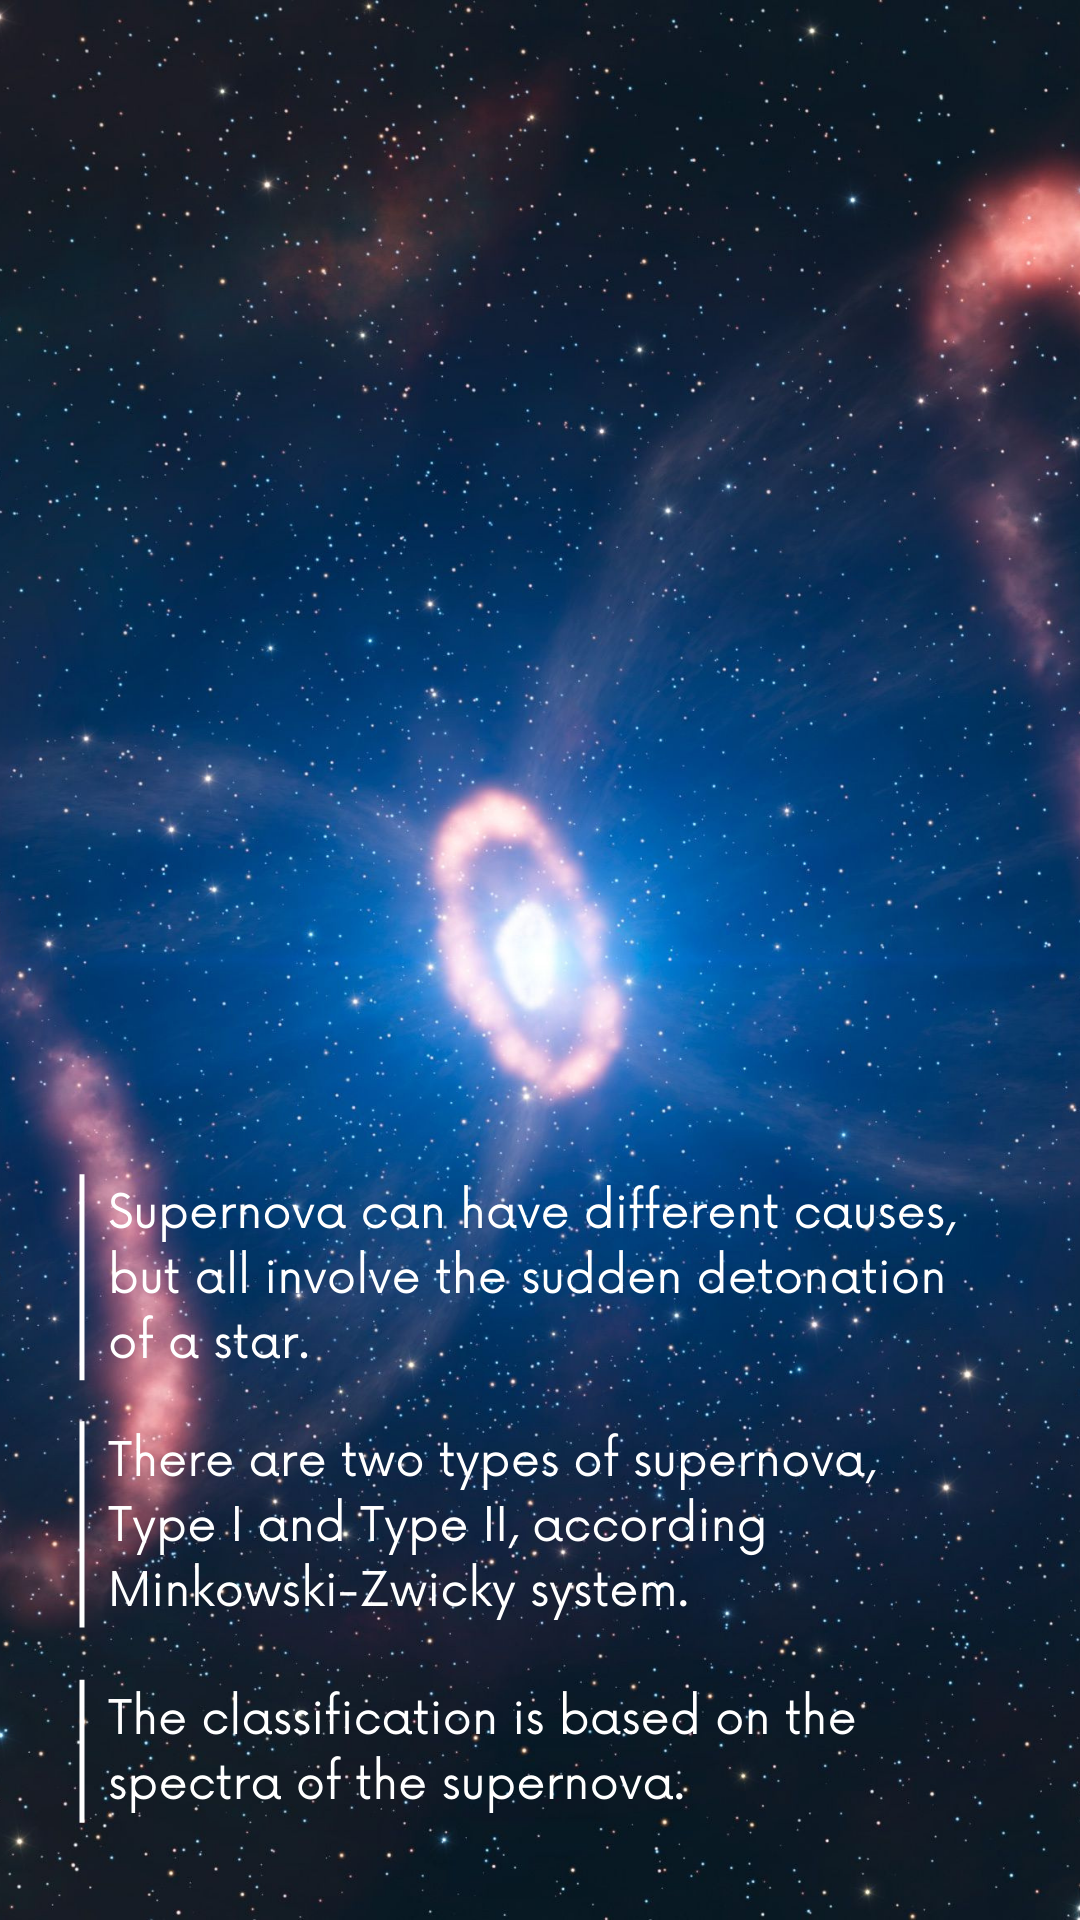 Supernova can have different causes,
but all involve the sudden detonation
of a star.
There are two types of supernova,
Type I and Type II, according
Minkowski-Zwicky system.
The classification is based on the
spectra of the supernova.